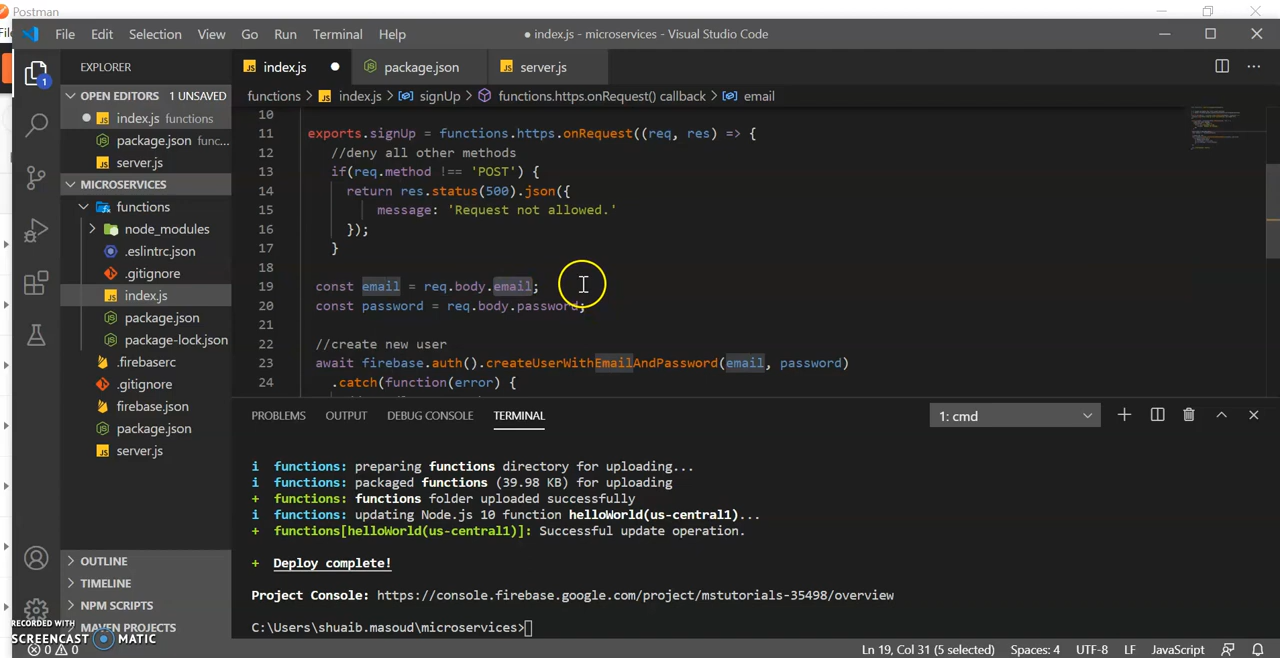 Postman
File Edit Selection View Go Run Terminal Help
● index.js - microservices - Visual Studio Code
EXPLORER
index.js
package.json
server.js
OPEN EDITORS 1 UNSAVED
index.js functions
package.json func...
server.js
MICROSERVICES
functions
node_modules
.eslintrc.json
.gitignore
index.js
package.json
package-lock.json
.firebaserc
.gitignore
firebase.json
package.json
server.js
OUTLINE
TIMELINE
NPM SCRIPTS
MAVEN PROJECTS
1
functions > index.js > signUp > functions.https.onRequest() callback > email
10
11 exports.signUp = functions.https.onRequest((req, res) => {
12 //deny all other methods
13 if(req.method !== 'POST') {
14 return res.status(500).json({
15 message: 'Request not allowed.'
16 });
17 }
18
19 const email = req.body.email;
20 const password = req.body.password;
21
22 //create new user
23 await firebase.auth().createUserWithEmailAndPassword(email, password)
24 .catch(function(error) {
PROBLEMS OUTPUT DEBUG CONSOLE TERMINAL
1: cmd
i functions: preparing functions directory for uploading...
i functions: packaged functions (39.98 KB) for uploading
+ functions: functions folder uploaded successfully
i functions: updating Node.js 10 function helloWorld(us-central1)...
+ functions[helloWorld(us-central1)]: Successful update operation.
+ Deploy complete!
Project Console: https://console.firebase.google.com/project/mstutorials-35498/overview
C:\Users\shuaib.masoud\microservices>
RECORDED WITH
SCREENCAST MATIC
0 0
Ln 19, Col 31 (5 selected) Spaces: 4 UTF-8 LF JavaScript